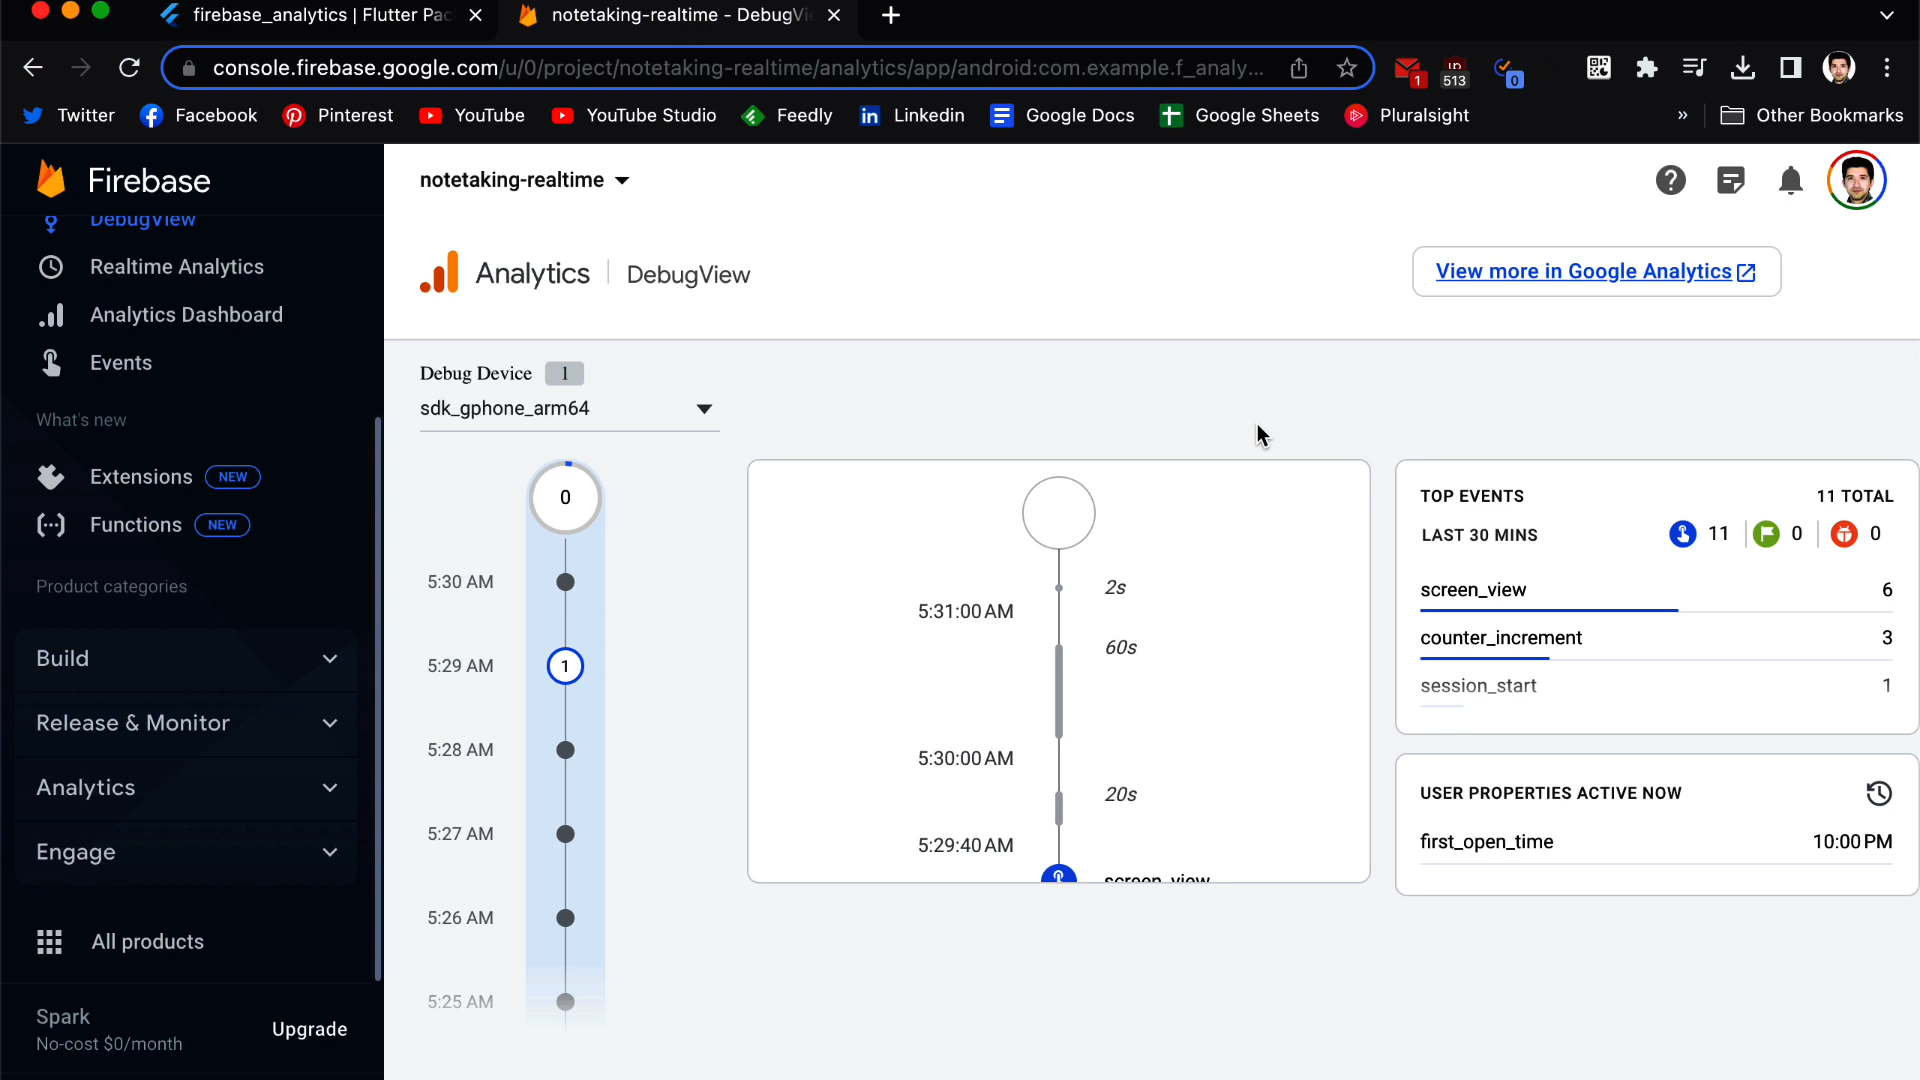 firebase_analytics | Flutter Pac
notetaking-realtime - DebugVi
console.firebase.google.com/u/0/project/notetaking-realtime/analytics/app/android:com.example.f_analy...
1
513
0
Twitter
Facebook
Pinterest
YouTube
YouTube Studio
Feedly
Linkedin
Google Docs
Google Sheets
Pluralsight
»
Other Bookmarks
Firebase
DebugView
Realtime Analytics
Analytics Dashboard
Events
What's new
Extensions NEW
Functions NEW
Product categories
Build
Release & Monitor
Analytics
Engage
All products
Spark
No-cost $0/month
Upgrade
notetaking-realtime
Analytics | DebugView
View more in Google Analytics
Debug Device 1
sdk_gphone_arm64
0
5:30 AM
5:29 AM 1
5:28 AM
5:27 AM
5:26 AM
5:25 AM
2s
5:31:00 AM
60s
5:30:00 AM
20s
5:29:40 AM
screen_view
TOP EVENTS 11 TOTAL
LAST 30 MINS 11 0 0
screen_view 6
counter_increment 3
session_start 1
USER PROPERTIES ACTIVE NOW
first_open_time 10:00 PM